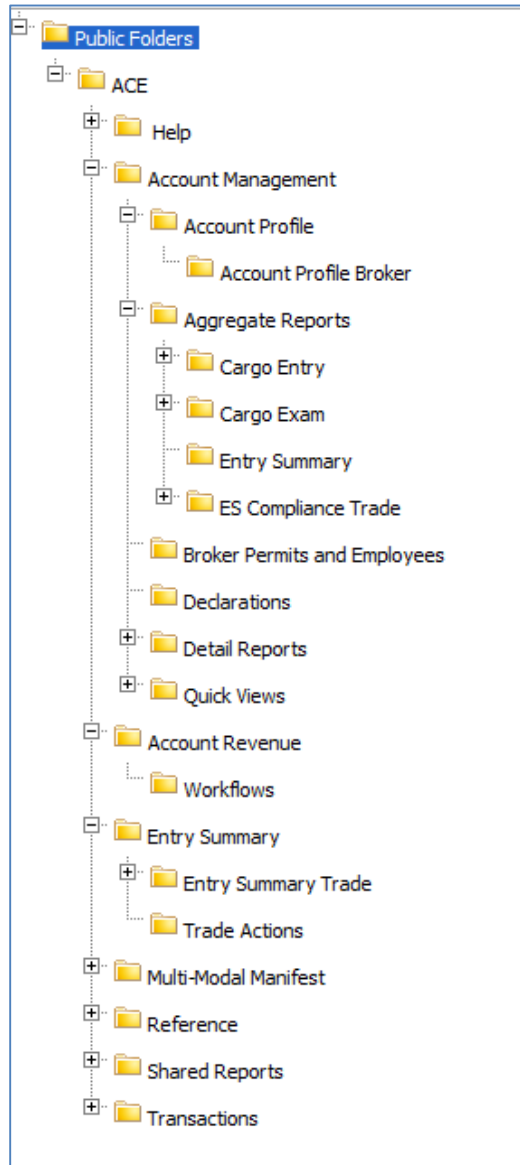 Public Folders
ACE
Help
Account Management
Account Profile
Account Profile Broker
Aggregate Reports
Cargo Entry
Cargo Exam
Entry Summary
ES Compliance Trade
Broker Permits and Employees
Declarations
Detail Reports
Quick Views
Account Revenue
Workflows
Entry Summary
Entry Summary Trade
Trade Actions
Multi-Modal Manifest
Reference
Shared Reports
Transactions